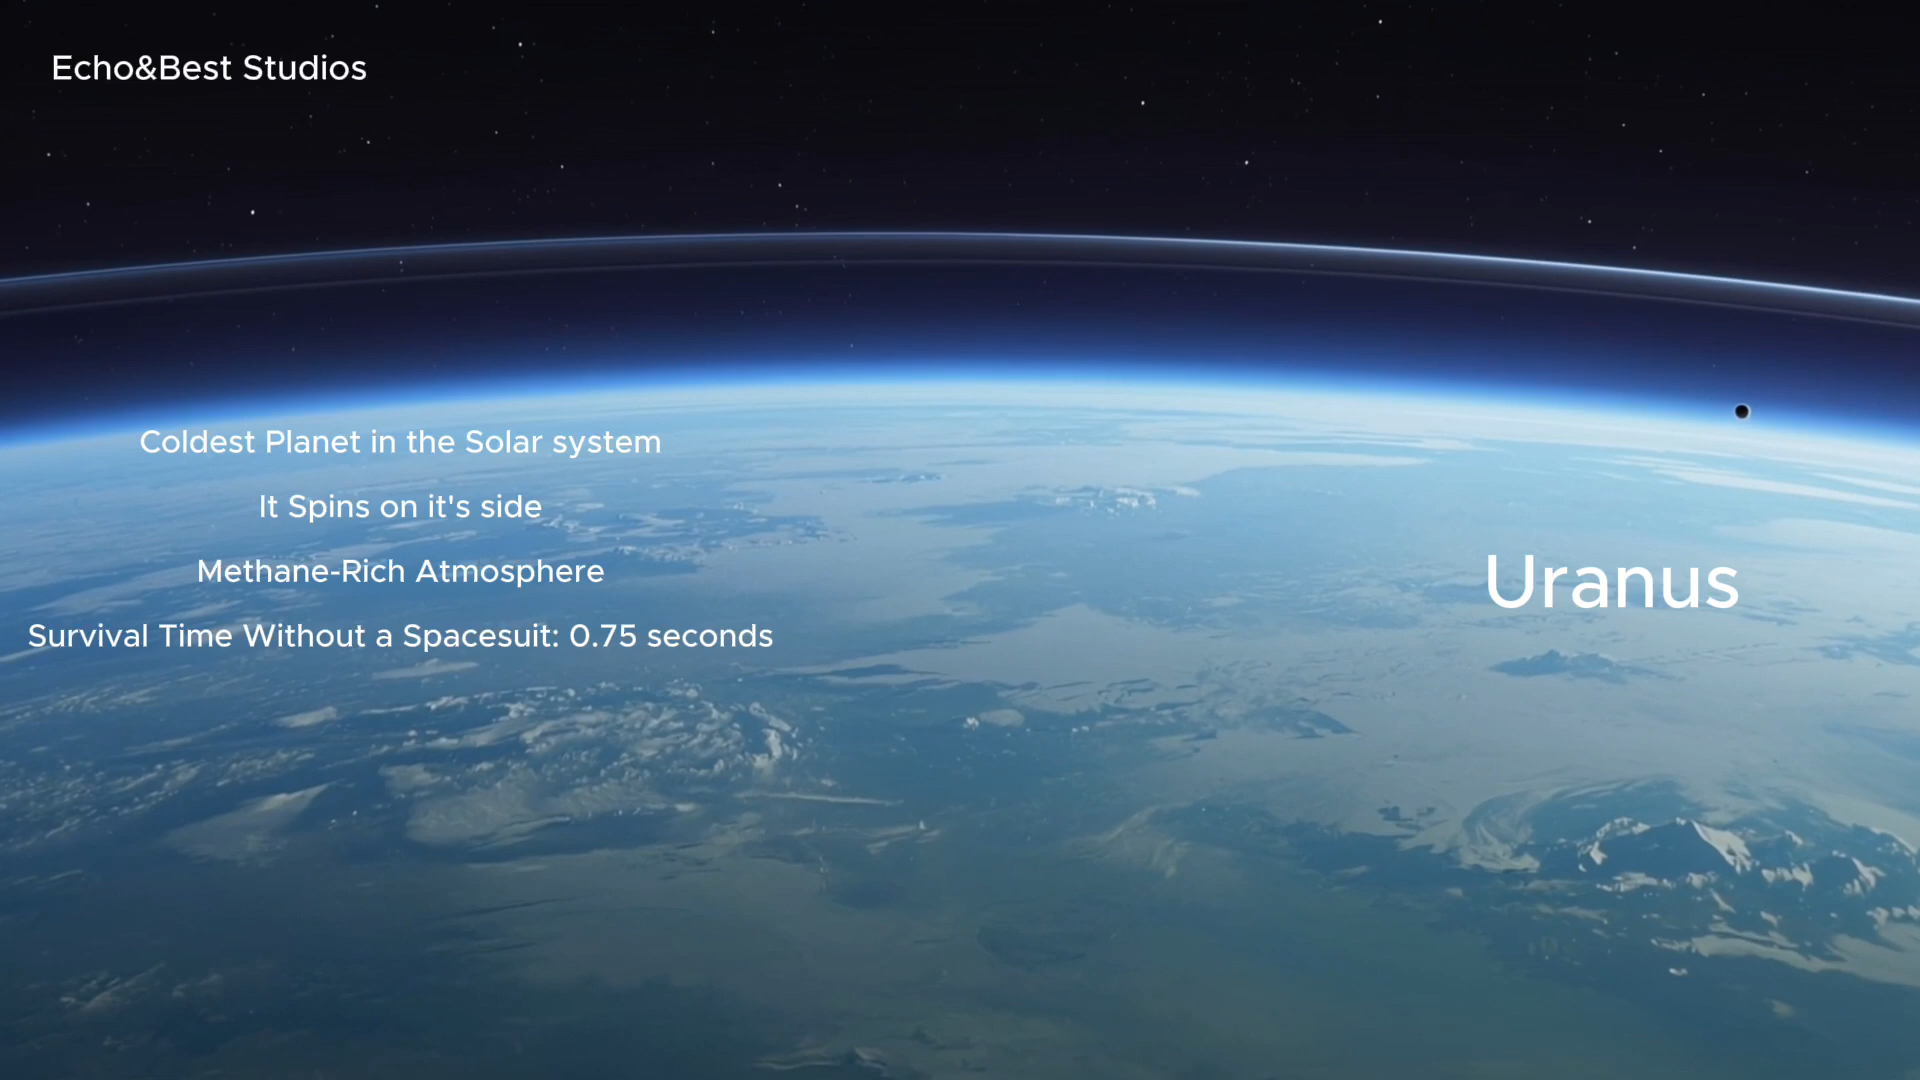 Echo&Best Studios
Coldest Planet in the Solar system
It Spins on it's side
Methane-Rich Atmosphere
Survival Time Without a Spacesuit: 0.75 seconds
Uranus